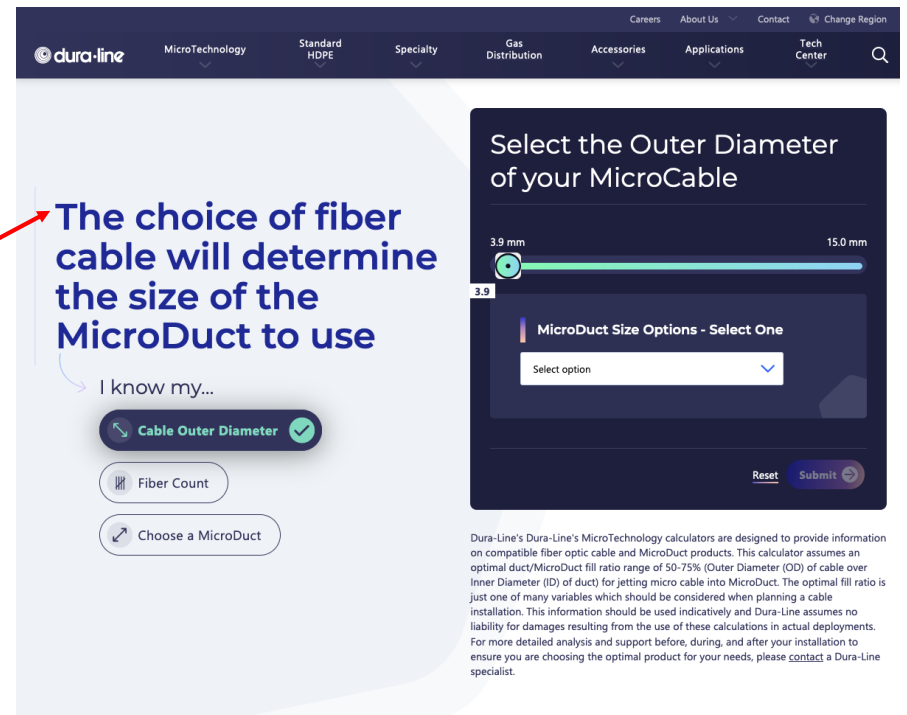 Careers About Us Contact Change Region
dura·line
MicroTechnology
Standard
HDPE
Specialty
Gas
Distribution
Accessories
Applications
Tech
Center
The choice of fiber
cable will determine
the size of the
MicroDuct to use
I know my...
Cable Outer Diameter
Fiber Count
Choose a MicroDuct
Select the Outer Diameter
of your MicroCable
3.9 mm 15.0 mm
3.9
MicroDuct Size Options - Select One
Select option
Reset Submit
Dura-Line's Dura-Line's MicroTechnology calculators are designed to provide information
on compatible fiber optic cable and MicroDuct products. This calculator assumes an
optimal duct/MicroDuct fill ratio range of 50-75% (Outer Diameter (OD) of cable over
Inner Diameter (ID) of duct) for jetting micro cable into MicroDuct. The optimal fill ratio is
just one of many variables which should be considered when planning a cable
installation. This information should be used indicatively and Dura-Line assumes no
liability for damages resulting from the use of these calculations in actual deployments.
For more detailed analysis and support before, during, and after your installation to
ensure you are choosing the optimal product for your needs, please contact a Dura-Line
specialist.